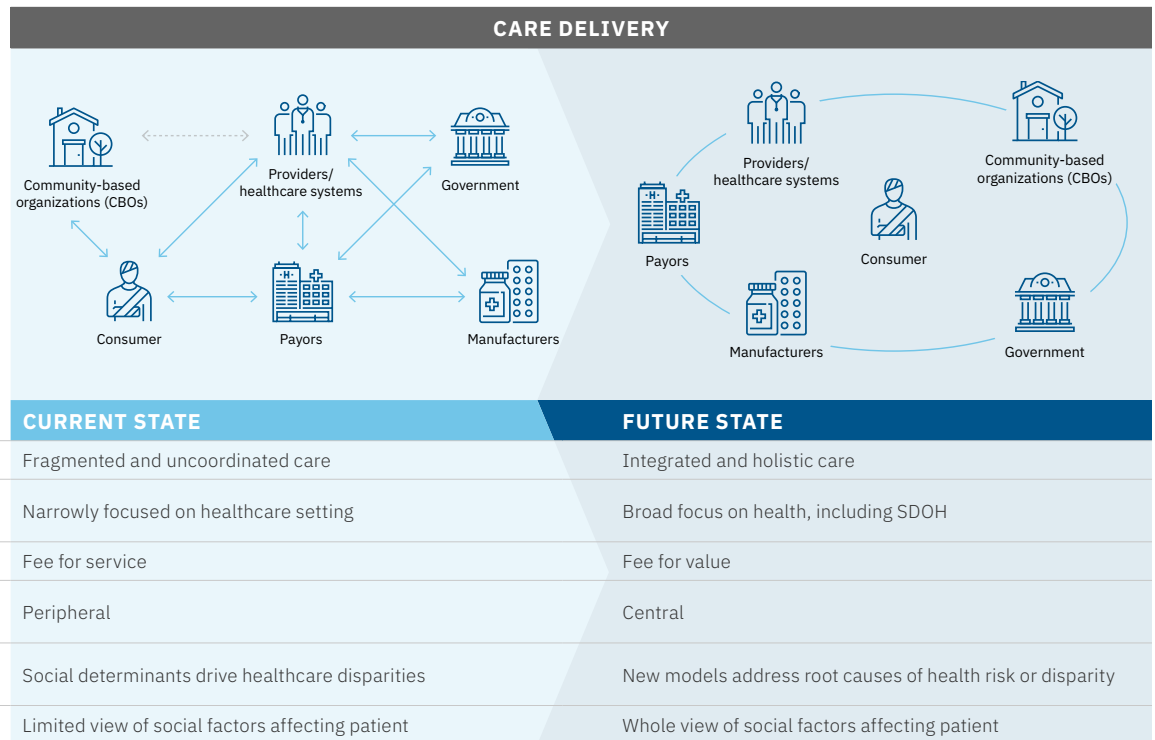 CARE DELIVERY
Community-based
organizations (CBOs)
Providers/
healthcare systems
Government
Consumer
Payors
Manufacturers
Providers/
healthcare systems
Community-based
organizations (CBOs)
Payors
Consumer
Manufacturers
Government
CURRENT STATE
FUTURE STATE
Fragmented and uncoordinated care
Integrated and holistic care
Narrowly focused on healthcare setting
Broad focus on health, including SDOH
Fee for service
Fee for value
Peripheral
Central
Social determinants drive healthcare disparities
New models address root causes of health risk or disparity
Limited view of social factors affecting patient
Whole view of social factors affecting patient